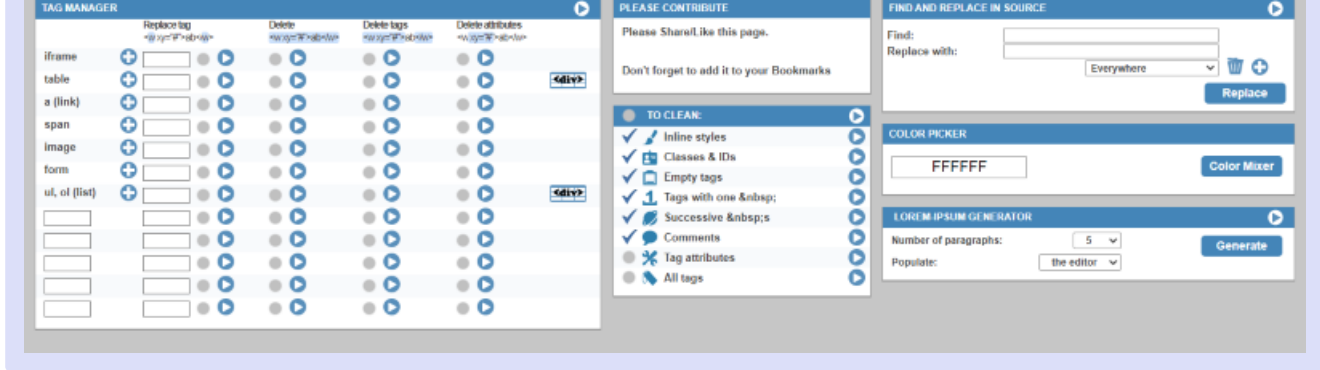 TAG MANAGER
Replace tag Delete Delete tags Delete attributes
iframe
table <div>
a (link)
span
image
form
ul, ol (list) <div>
PLEASE CONTRIBUTE
Please Share/Like this page.
Don't forget to add it to your Bookmarks
TO CLEAN:
Inline styles
Classes & IDs
Empty tags
Tags with one &nbsp;
Successive &nbsp;s
Comments
Tag attributes
All tags
FIND AND REPLACE IN SOURCE
Find:
Replace with:
Everywhere
Replace
COLOR PICKER
FFFFFF Color Mixer
LOREM-IPSUM GENERATOR
Number of paragraphs: 5
Generate
Populate: the editor